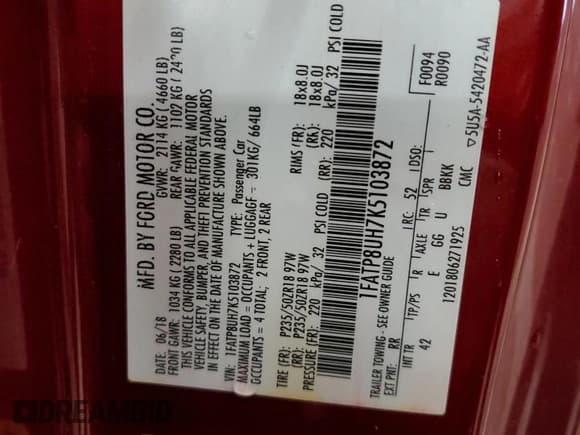 MFD. BY FORD MOTOR CO.
DATE: 06/18 GVWR: 2114 KG ( 4660 LB)
FRONT GAWR: 1034 KG ( 2280 LB) REAR GAWR: 1102 KG ( LB)
THIS VEHICLE CONFORMS TO ALL APPLICABLE FEDERAL MOTOR
VEHICLE SAFETY, BUMPER, AND THEFT PREVENTION STANDARDS
IN EFFECT ON THE DATE OF MANUFACTURE SHOWN ABOVE.
VIN: 1FATP8UH7K5103872 TYPE: Passenger Car
MAXIMUM LOAD = OCCUPANTS + LUGGAGE = 301KG/ 664LB
OCCUPANTS = 4 TOTAL: 2 FRONT, 2 REAR
TIRE (FR): P235/50ZR18 97W RIMS (FR): 18x8.0J
(RR): P235/50ZR18 97W (RR): 18x8.0J
PRESSURE (FR): 220 kPa/ 32 PSI COLD (RR): 220 kPa/ 32 PSI COLD
1FATP8UH7K5103872
TRAILER TOWING - SEE OWNER GUIDE
EXT PNT: RR RC: 52 DSO: F0094
R0090
INT TR TP/PS R AXLE TR SPR
42 E GG U BBKK
1201806271925 CMC ▽5U5A-5420472-AA
DREAMBID